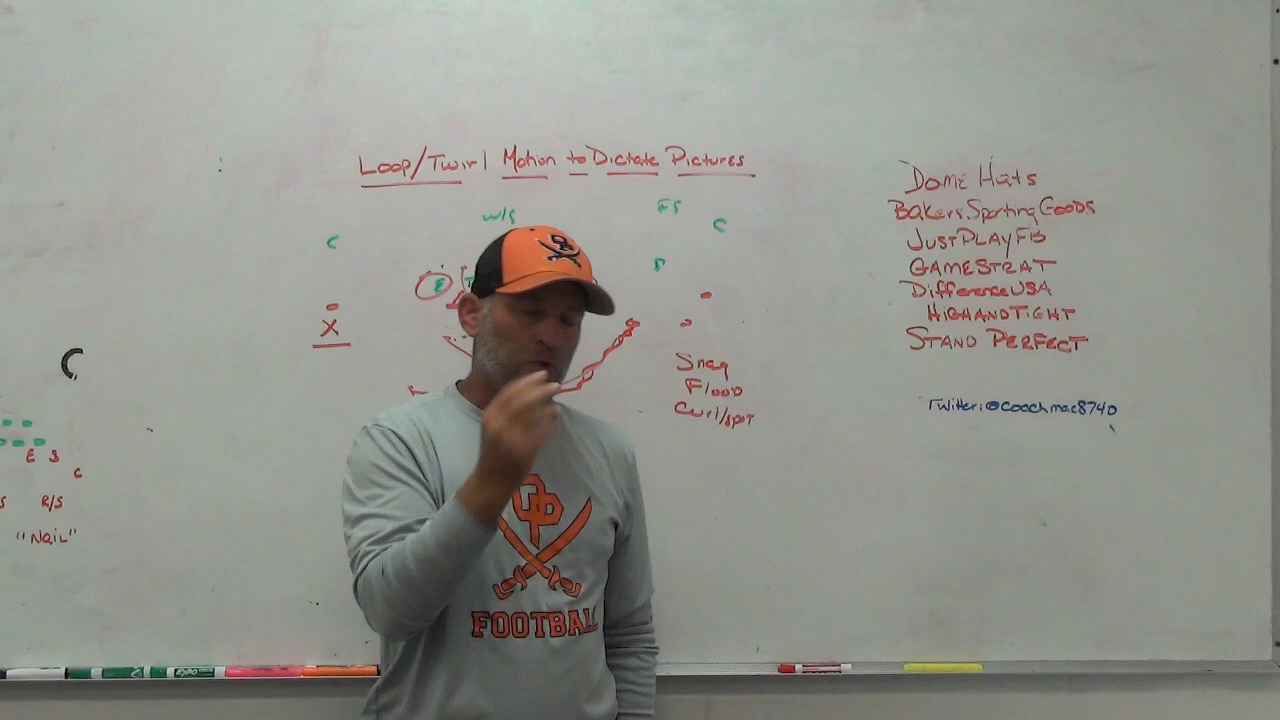 Loop/Twirl Motion to Dictate Pictures
W/S
FS
C
C
E
X
Snag
Flood
Curl/spot
Dome Hats
Bakers.Sporting Goods
JustPlayFB
GAMESTRAT
DifferenceUSA
HighandTight
Stand Perfect
Twitter:@coachmac8740
C
E S
C
S R/S
"Nail"
OP
OP
FOOTBALL